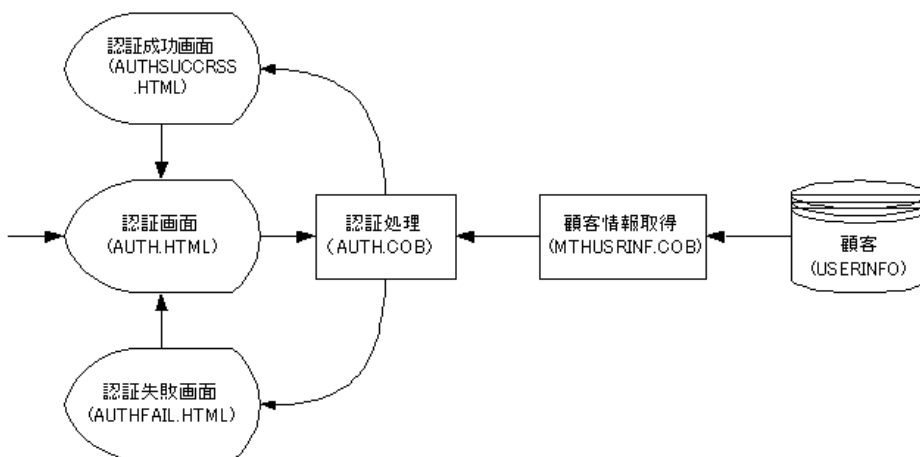 認証成功画面
(AUTHSUCCRSS
.HTML)
認証画面
(AUTH.HTML)
認証処理
(AUTH.COB)
顧客情報取得
(MTHUSRINF.COB)
顧客
(USERINFO)
認証失敗画面
(AUTHFAIL.HTML)